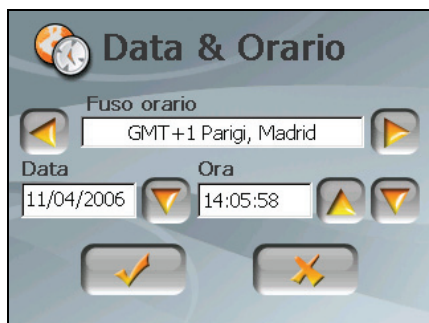 Data & Orario
Fuso orario
GMT+1 Parigi, Madrid
Data
Ora
11/04/2006
14:05:58